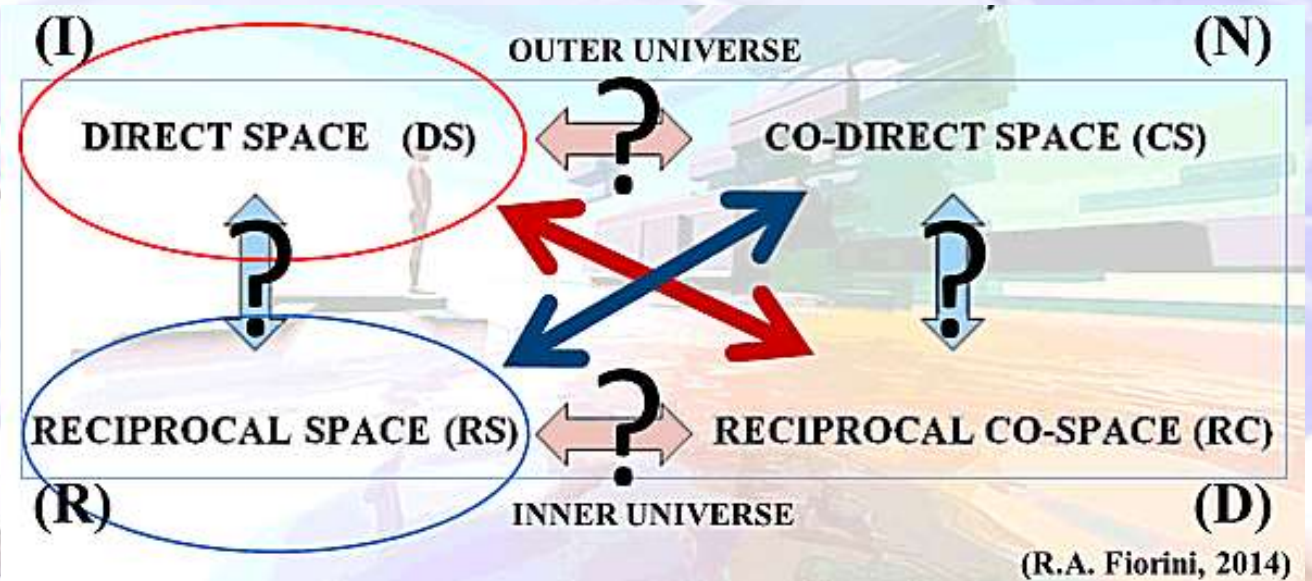 (I)
(N)
OUTER UNIVERSE
?
DIRECT SPACE (DS)
CO-DIRECT SPACE (CS)
?
?
RECIPROCAL SPACE (RS)
?
RECIPROCAL CO-SPACE (RC)
(R)
INNER UNIVERSE
(D)
(R.A. Fiorini, 2014)